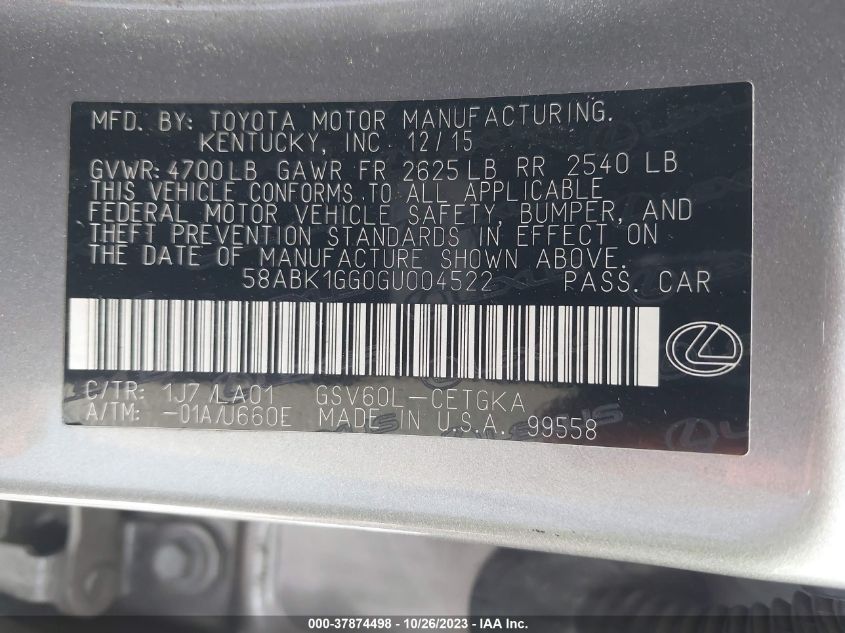 MFD. BY: TOYOTA MOTOR MANUFACTURING.
KENTUCKY, INC 12/15
GVWR: 4700LB GAWR FR 2625LB RR 2540 LB
THIS VEHICLE CONFORMS TO ALL APPLICABLE
FEDERAL MOTOR VEHICLE SAFETY, BUMPER, AND
THEFT PREVENTION STANDARDS IN EFFECT ON
THE DATE OF MANUFACTURE SHOWN ABOVE.
58ABK1GG0GU004522 PASS. CAR
C/TR: 1J7/LA01 GSV60L-CETGKA
A/TM: -01A/U660E MADE IN U.S.A. 99558
LEXUS
000-37874498 - 10/26/2023 - IAAI Inc.